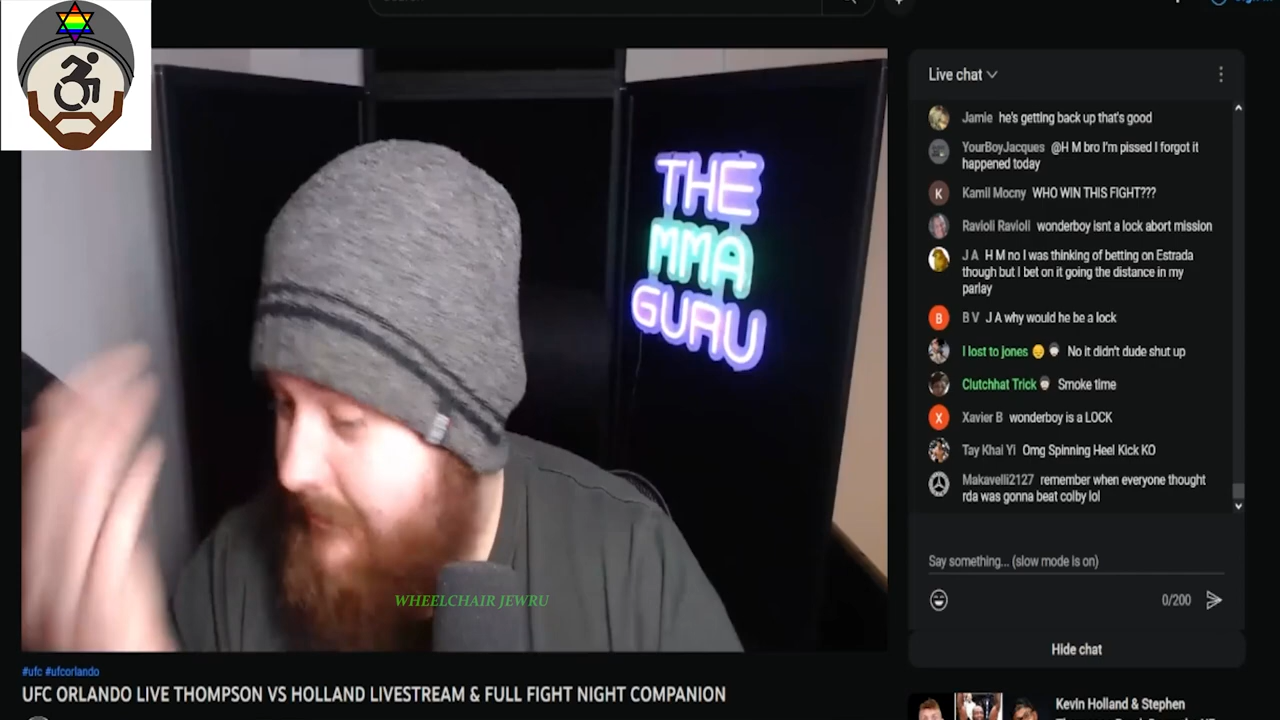 THE
MMA
GURU
WHEELCHAIR JEWRU
#ufc #ufcorlando
UFC ORLANDO LIVE THOMPSON VS HOLLAND LIVESTREAM & FULL FIGHT NIGHT COMPANION
Live chat
Jamie he's getting back up that's good
YourBoyJacques @H M bro I'm pissed I forgot it
happened today
K
Kamil Mocny WHO WIN THIS FIGHT???
Ravioli Ravioli wonderboy isnt a lock abort mission
J A H M no I was thinking of betting on Estrada
though but I bet on it going the distance in my
parlay
B
B V J A why would he be a lock
I lost to jones No it didn't dude shut up
Clutchhat Trick Smoke time
X
Xavier B wonderboy is a LOCK
Tay Khai Yi Omg Spinning Heel Kick KO
Makavelli2127 remember when everyone thought
rda was gonna beat colby lol
Say something... (slow mode is on)
0/200
Hide chat
Kevin Holland & Stephen